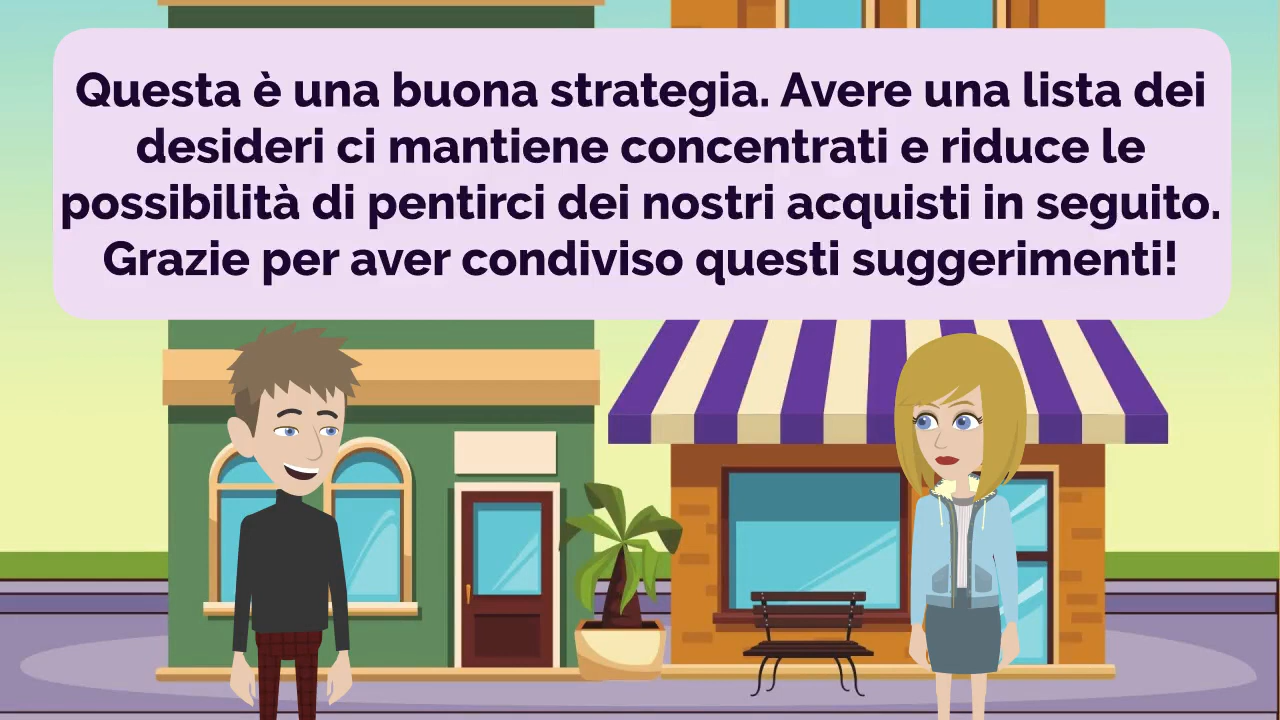 Questa è una buona strategia. Avere una lista dei
desideri ci mantiene concentrati e riduce le
possibilità di pentirci dei nostri acquisti in seguito.
Grazie per aver condiviso questi suggerimenti!